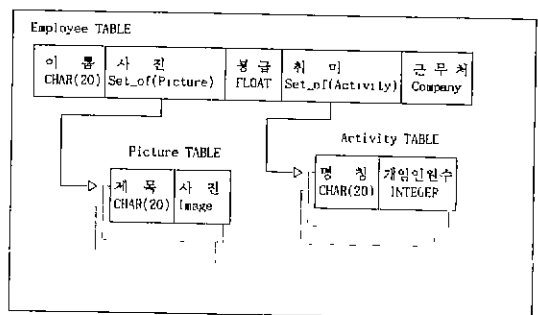 Employee TABLE
이 름 사 진 봉 급 취 미 근 무 처
CHAR(20) Set_of(Picture) FLOAT Set_of(Activity) Company
Picture TABLE Activity TABLE
제 목 사 진 명 칭 게임인원수
CHAR(20) Image CHAR(20) INTEGER